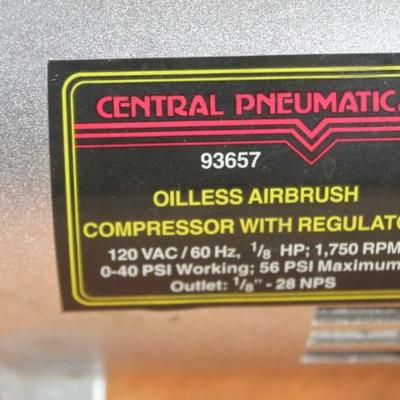 CENTRAL PNEUMATIC
93657
OILLESS AIRBRUSH
COMPRESSOR WITH REGULATO
120 VAC / 60 Hz, 1/8 HP; 1,750 RPM
0-40 PSI Working; 56 PSI Maximum
Outlet: 1/8" - 28 NPS